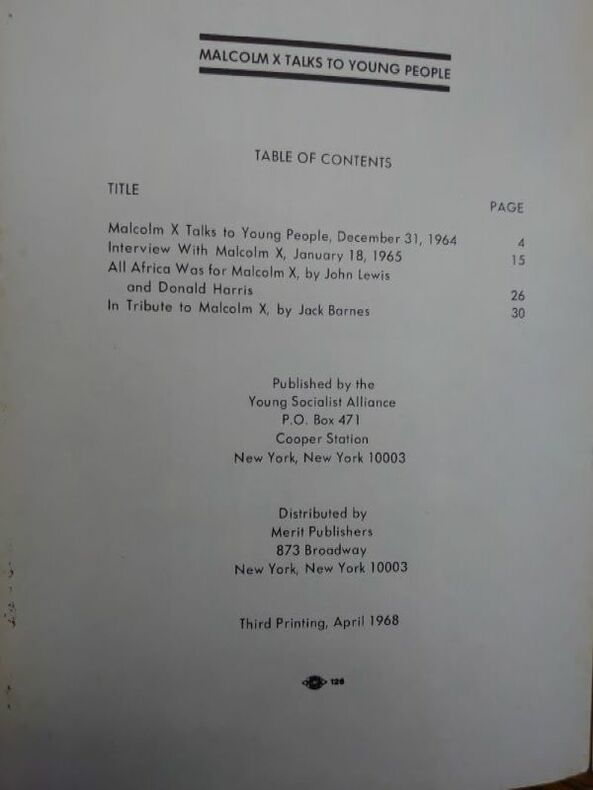 MALCOLM X TALKS TO YOUNG PEOPLE
TABLE OF CONTENTS
TITLE
PAGE
Malcolm X Talks to Young People, December 31, 1964 4
Interview With Malcolm X, January 18, 1965 15
All Africa Was for Malcolm X, by John Lewis
and Donald Harris 26
In Tribute to Malcolm X, by Jack Barnes 30
Published by the
Young Socialist Alliance
P.O. Box 471
Cooper Station
New York, New York 10003
Distributed by
Merit Publishers
873 Broadway
New York, New York 10003
Third Printing, April 1968
126